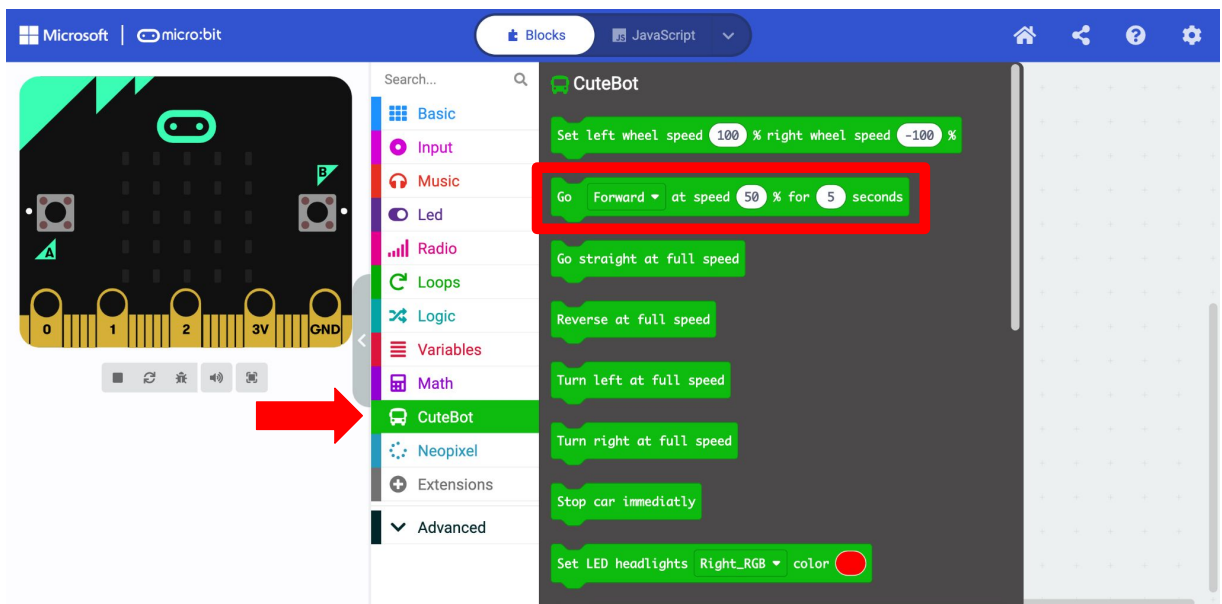 Microsoft micro:bit Blocks JS JavaScript
Search...
Basic
Input
Music
Led
Radio
Loops
Logic
Variables
Math
CuteBot
Neopixel
Extensions
Advanced
B
A
0 1 2 3V GND
CuteBot
Set left wheel speed 100 % right wheel speed -100 %
Go Forward at speed 50 % for 5 seconds
Go straight at full speed
Reverse at full speed
Turn left at full speed
Turn right at full speed
Stop car immediatly
Set LED headlights Right_RGB color